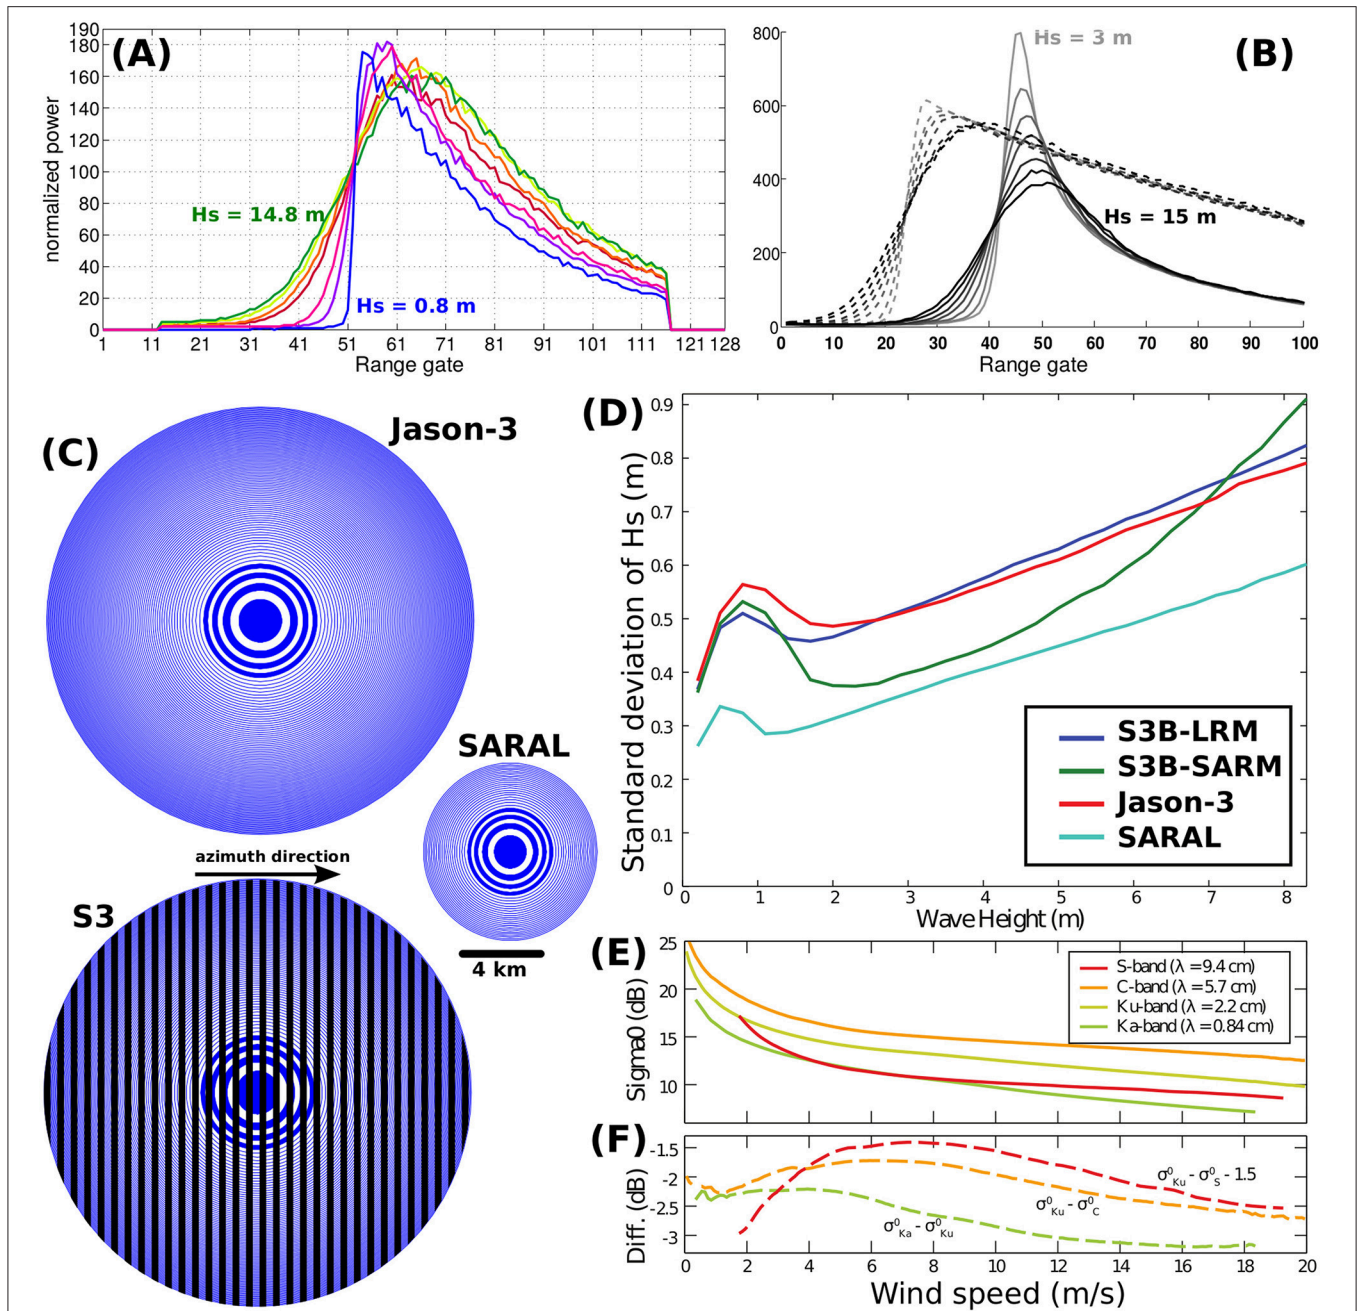 (A)
normalized power
190
180
160
140
120
100
80
60
40
20
0
Hs = 14.8 m
Hs = 0.8 m
1 11 21 31 41 51 61 71 81 91 101 111 121 128
Range gate
(B)
800
600
400
200
0
Hs = 3 m
Hs = 15 m
0 10 20 30 40 50 60 70 80 90 100
Range gate
(C)
Jason-3
SARAL
azimuth direction
S3
4 km
(D)
Standard deviation of Hs (m)
0.9
0.8
0.7
0.6
0.5
0.4
0.3
0.2
0.1
0
S3B-LRM
S3B-SARM
Jason-3
SARAL
0 1 2 3 4 5 6 7 8
Wave Height (m)
(E)
Sigma0 (dB)
25
20
15
10
S-band (λ = 9.4 cm)
C-band (λ = 5.7 cm)
Ku-band (λ = 2.2 cm)
Ka-band (λ = 0.84 cm)
(F)
Diff. (dB)
-1.5
-2
-2.5
-3
σ⁰Ku - σ⁰S - 1.5
σ⁰Ku - σ⁰C
σ⁰Ka - σ⁰Ku
0 2 4 6 8 10 12 14 16 18 20
Wind speed (m/s)